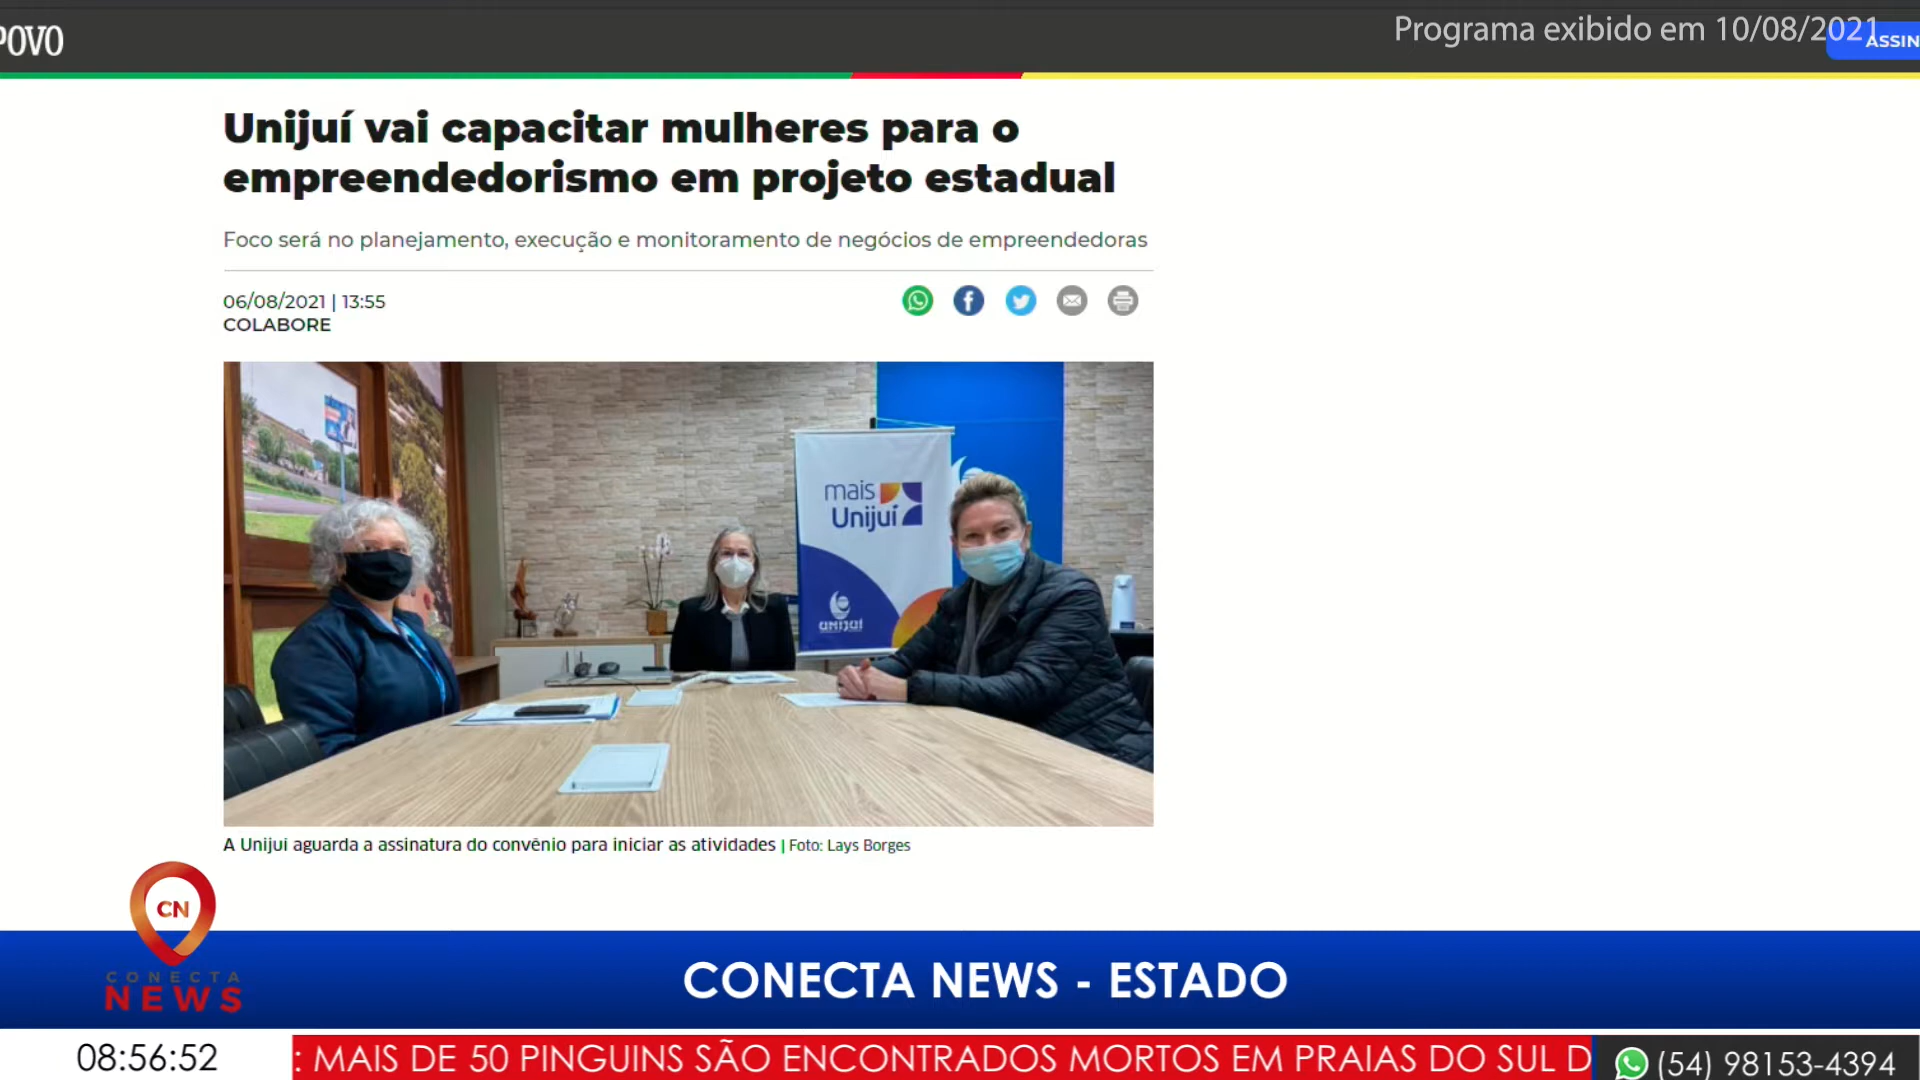 POVO
Programa exibido em 10/08/2021
ASSIN
Unijuí vai capacitar mulheres para o
empreendedorismo em projeto estadual
Foco será no planejamento, execução e monitoramento de negócios de empreendedoras
06/08/2021 | 13:55
COLABORE
mais
Unijuí
UNIJUÍ
A Unijuí aguarda a assinatura do convênio para iniciar as atividades | Foto: Lays Borges
CN
CONECTA
NEWS
CONECTA NEWS - ESTADO
08:56:52
: MAIS DE 50 PINGUINS SÃO ENCONTRADOS MORTOS EM PRAIAS DO SUL D
(54) 98153-4394